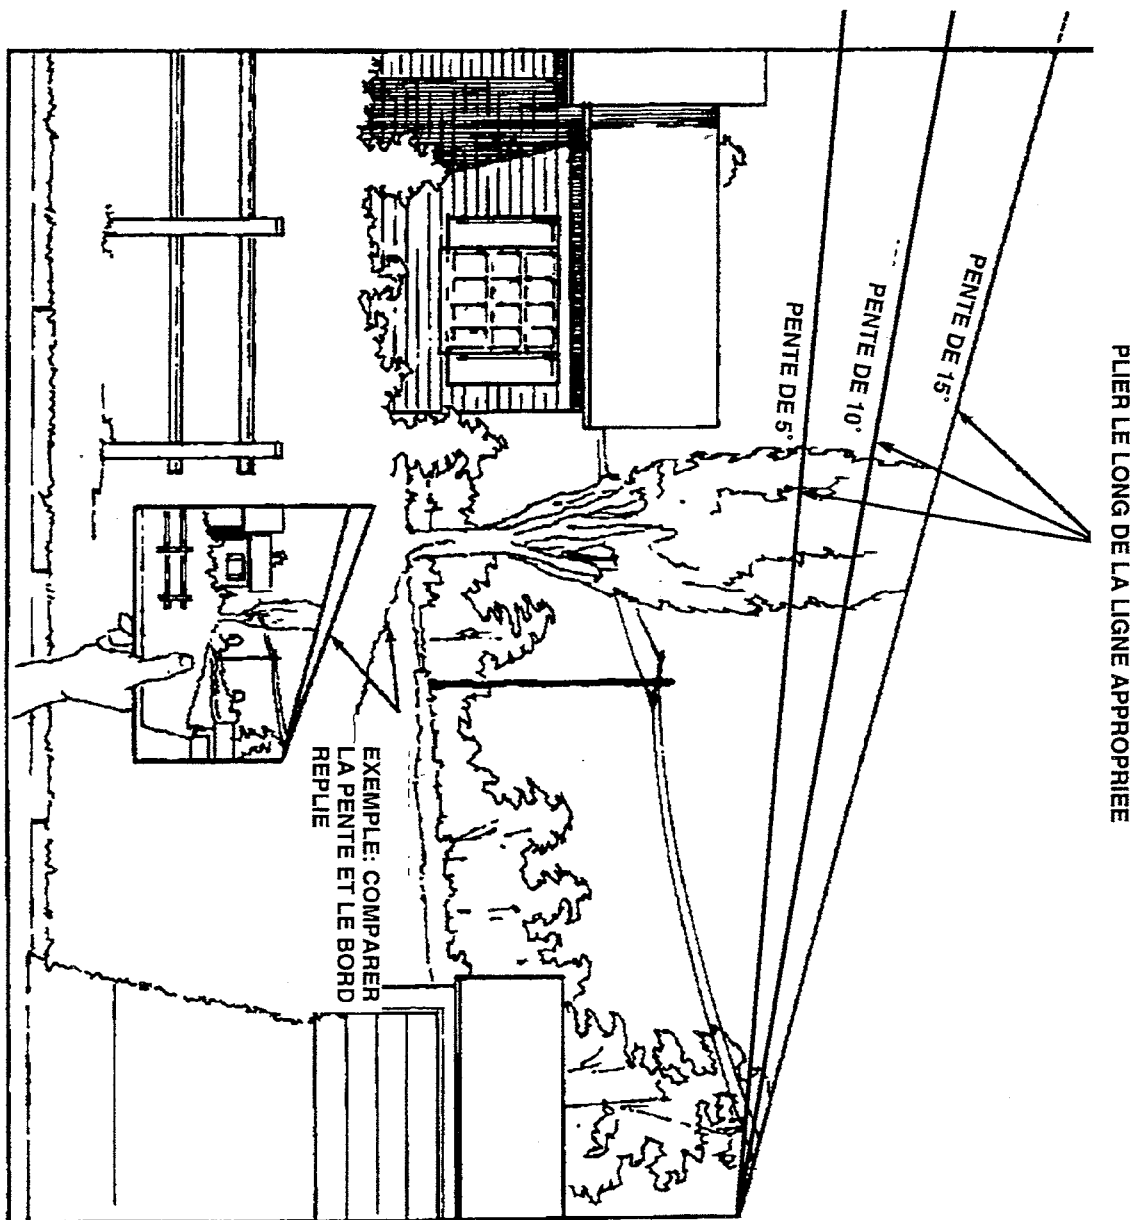 PLIER LE LONG DE LA LIGNE APPROPRIEE
PENTE DE 15°
PENTE DE 10°
PENTE DE 5°
EXEMPLE: COMPARER
LA PENTE ET LE BORD
REPLIE